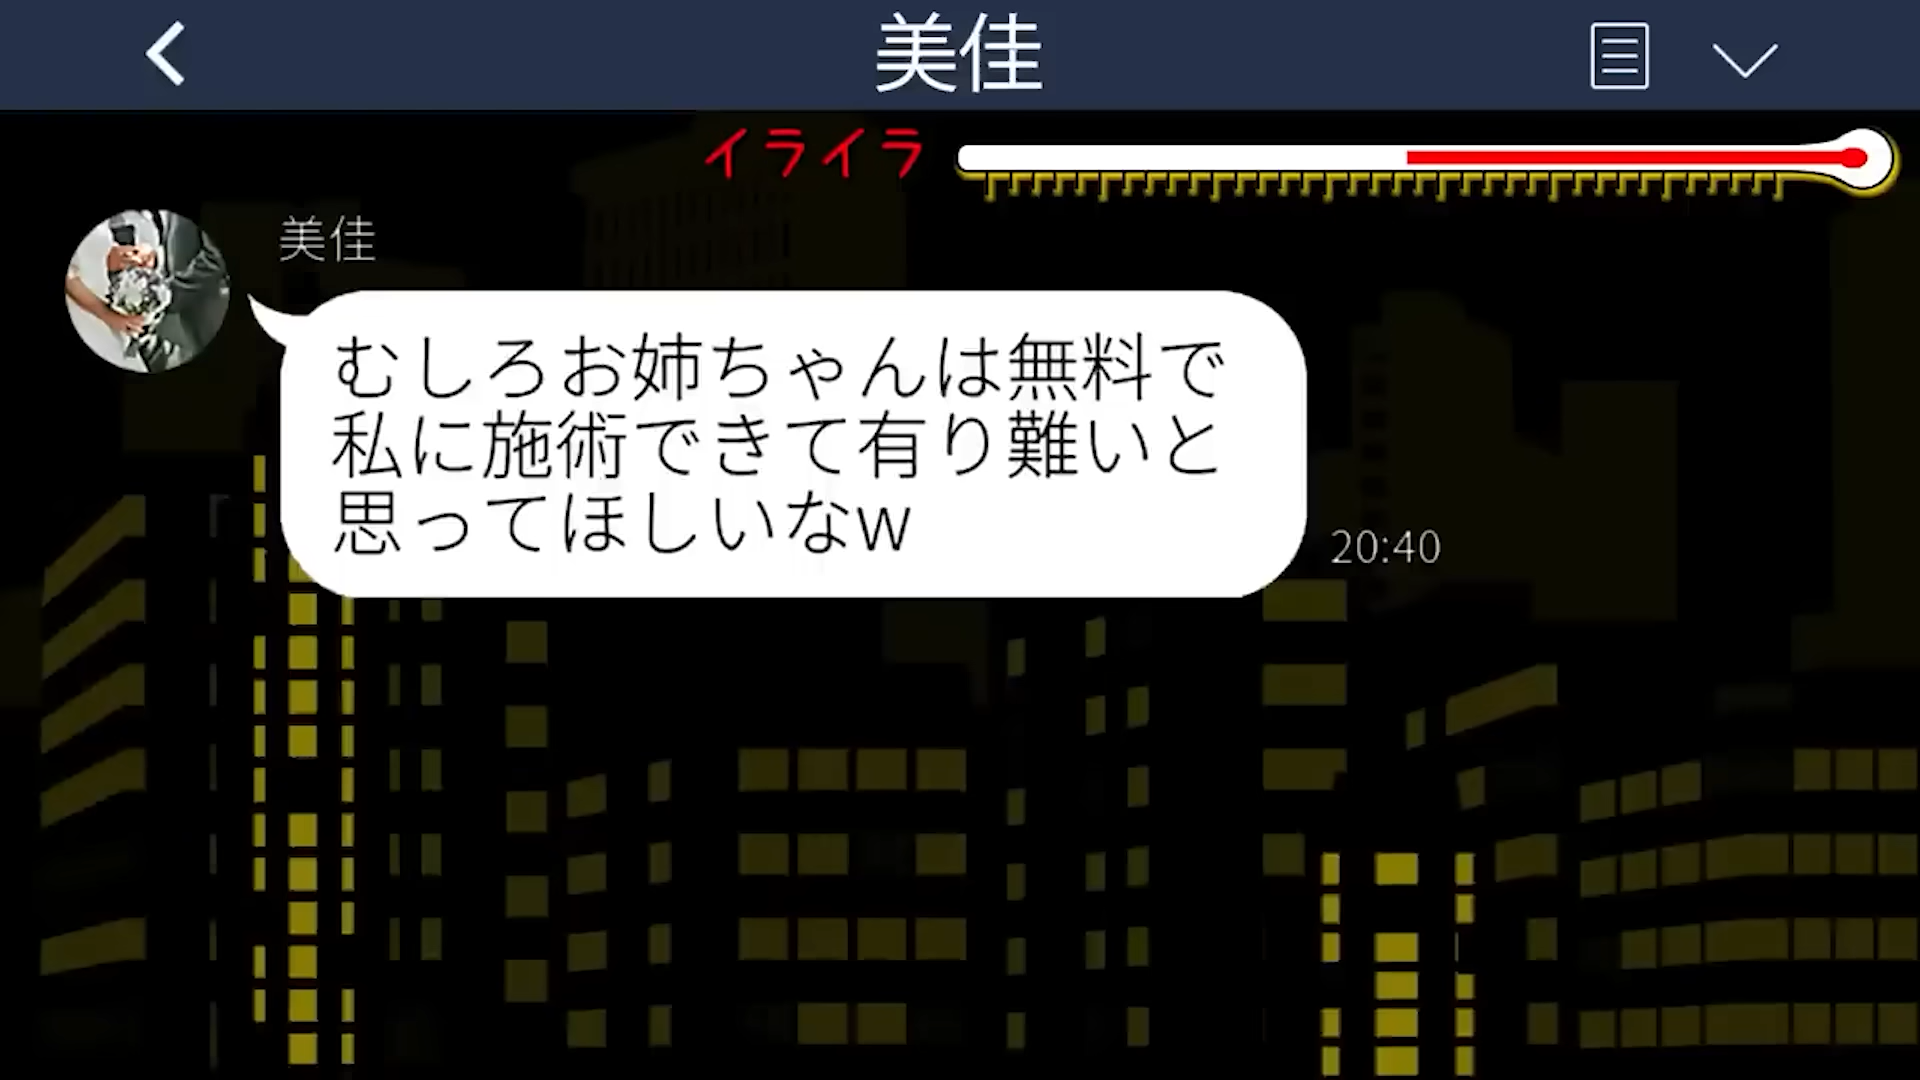 美佳
イライラ
美佳
むしろお姉ちゃんは無料で
私に施術できて有り難いと
思ってほしいなw
20:40